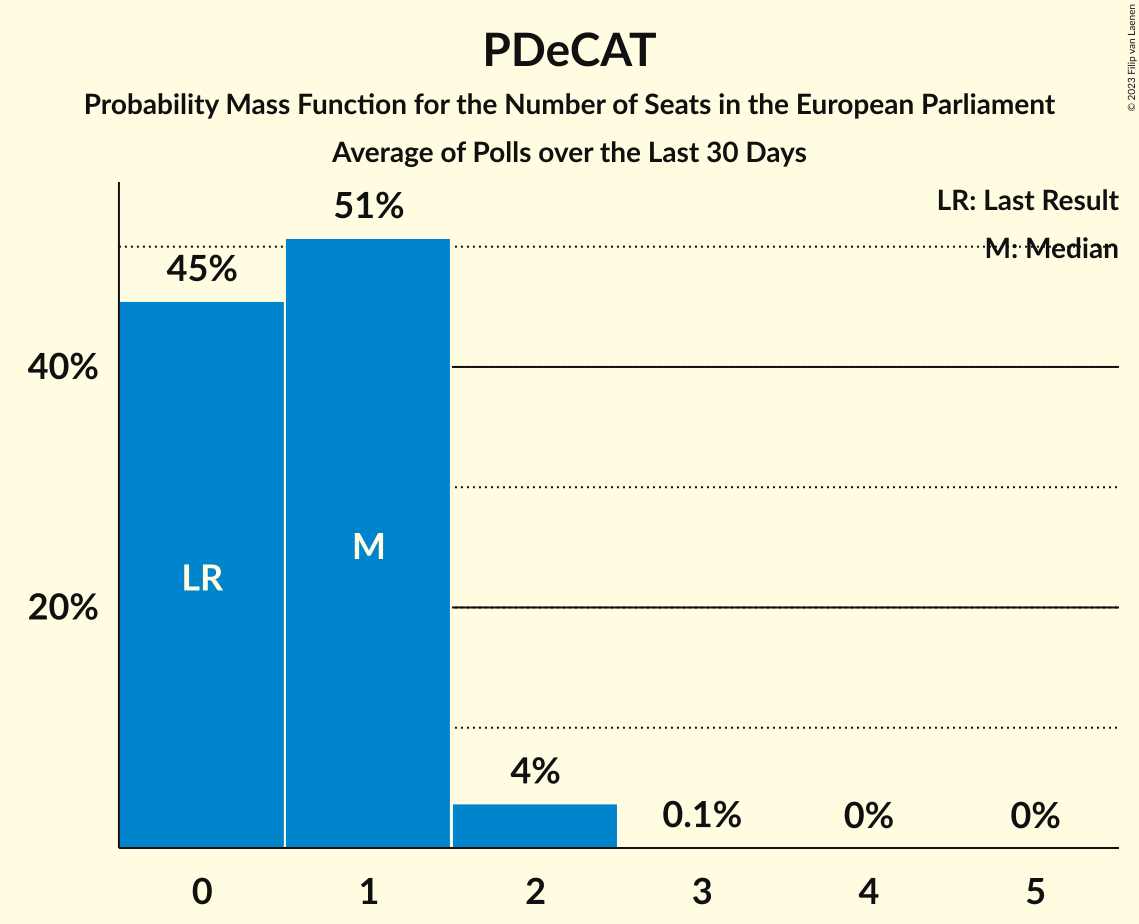 PDeCAT
Probability Mass Function for the Number of Seats in the European Parliament
Average of Polls over the Last 30 Days
© 2023 Filip van Laenen
LR: Last Result
M: Median
51%
45%
40%
M
LR
20%
4%
0.1%
0%
0%
0
1
2
3
4
5